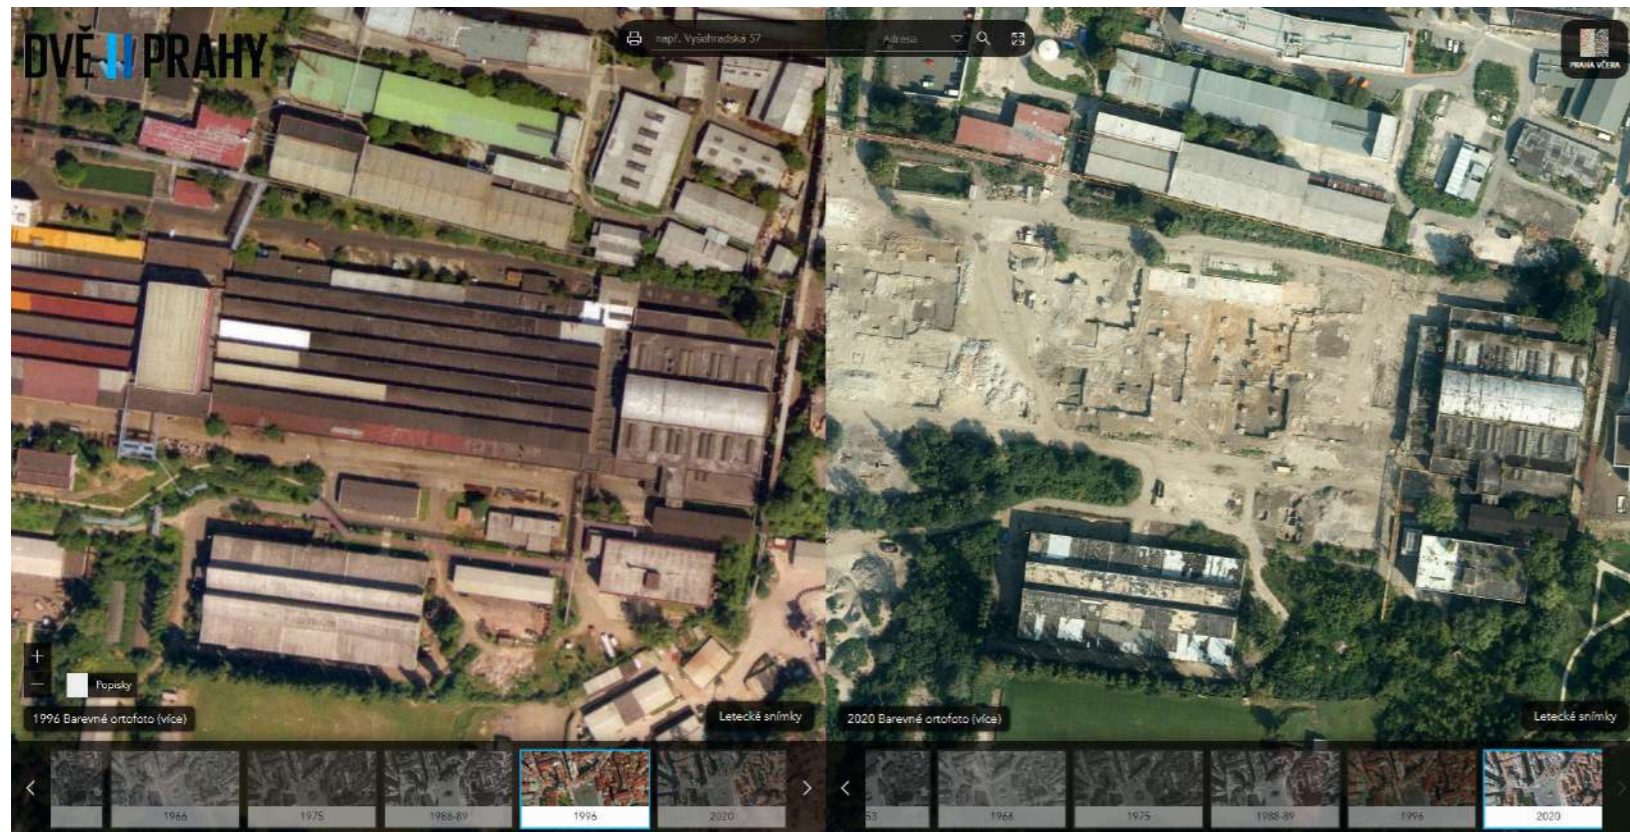 DVĚ PRAHY
např. Vyšehradská 57
Adresa
PRAHA VČERA
+
−
Popisky
1996 Barevné ortofoto (více)
Letecké snímky
2020 Barevné ortofoto (více)
Letecké snímky
1966
1975
1988-89
1996
2020
53
1966
1975
1988-89
1996
2020